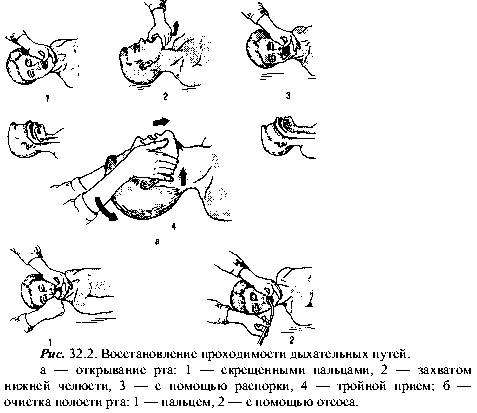 1
2
3
4
а
1
2
Рис. 32.2. Восстановление проходимости дыхательных путей.
а — открывание рта: 1 — скрещенными пальцами, 2 — захватом
нижней челюсти, 3 — с помощью распорки, 4 — тройной прием; б —
очистка полости рта: 1 — пальцем, 2 — с помощью отсоса.